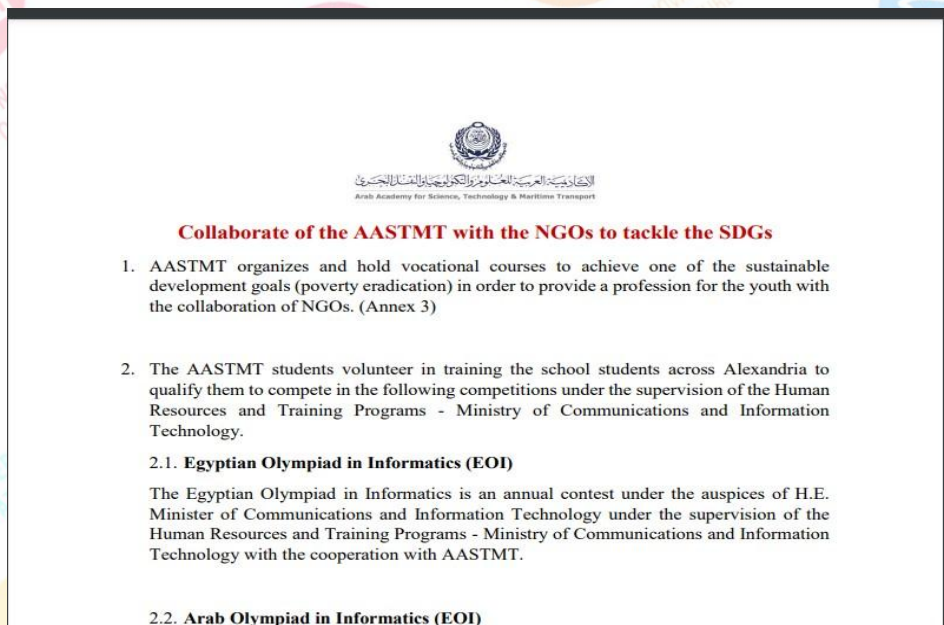 الأكاديمية العربية للعلوم والتكنولوجيا والنقل البحري
Arab Academy for Science, Technology & Maritime Transport
Collaborate of the AASTMT with the NGOs to tackle the SDGs
1. AASTMT organizes and hold vocational courses to achieve one of the sustainable
development goals (poverty eradication) in order to provide a profession for the youth with
the collaboration of NGOs. (Annex 3)
2. The AASTMT students volunteer in training the school students across Alexandria to
qualify them to compete in the following competitions under the supervision of the Human
Resources and Training Programs - Ministry of Communications and Information
Technology.
2.1. Egyptian Olympiad in Informatics (EOI)
The Egyptian Olympiad in Informatics is an annual contest under the auspices of H.E.
Minister of Communications and Information Technology under the supervision of the
Human Resources and Training Programs - Ministry of Communications and Information
Technology with the cooperation with AASTMT.
2.2. Arab Olympiad in Informatics (EOI)